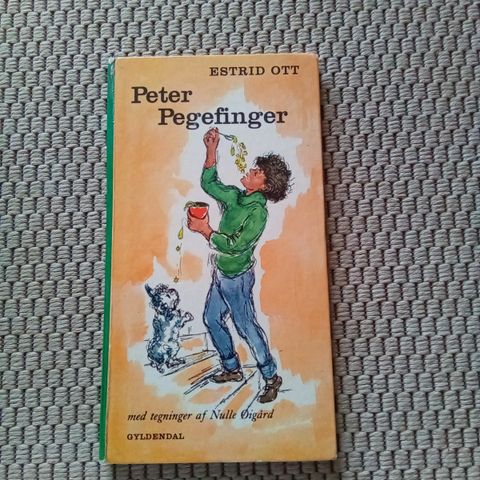 ESTRID OTT
Peter
Pegefinger
med tegninger af Nulle Øigård
GYLDENDAL